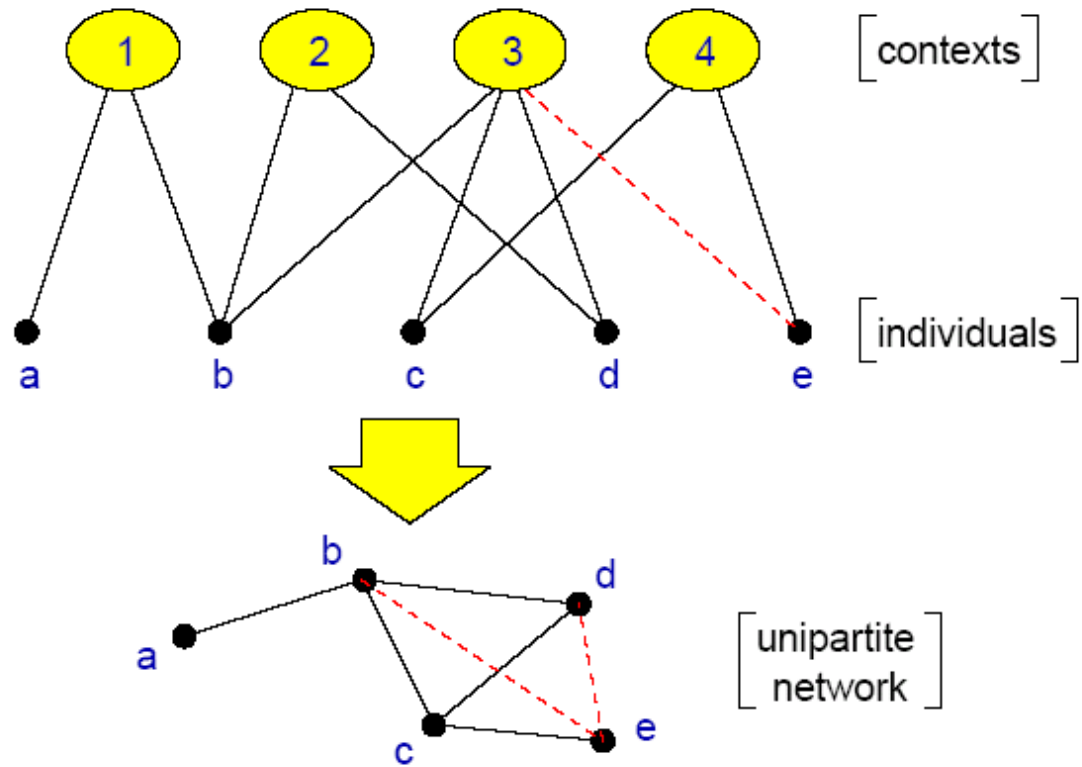 1 2 3 4 [contexts]
[individuals]
a b c d e
b
d
a
[unipartite
network]
c
e